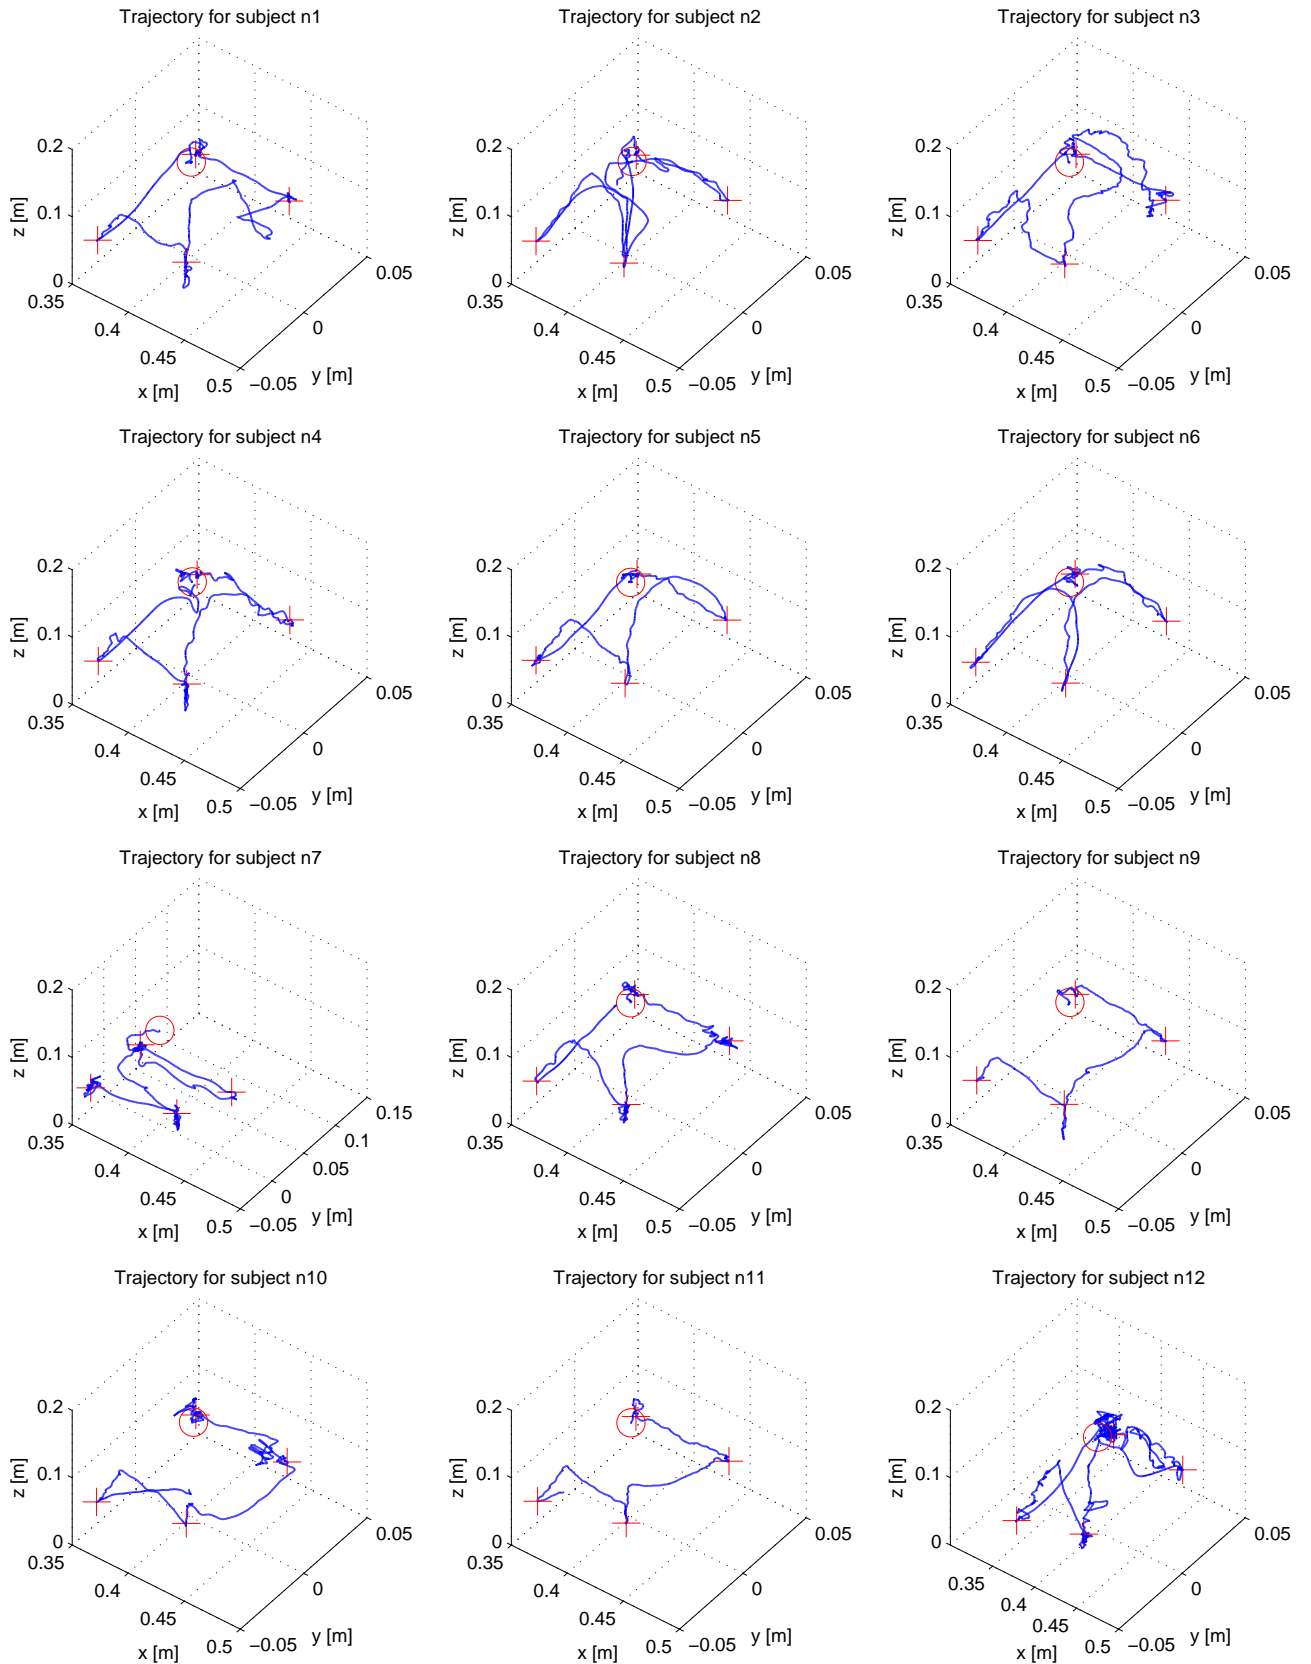 Trajectory for subject n1
Trajectory for subject n2
Trajectory for subject n3
0.2
0.1
0
z [m]
0.35
0.4
0.45
0.5
x [m]
−0.05
0
0.05
y [m]
0.2
0.1
0
z [m]
0.35
0.4
0.45
0.5
x [m]
−0.05
0
0.05
y [m]
0.2
0.1
0
z [m]
0.35
0.4
0.45
0.5
x [m]
−0.05
0
0.05
y [m]
Trajectory for subject n4
Trajectory for subject n5
Trajectory for subject n6
0.2
0.1
0
z [m]
0.35
0.4
0.45
0.5
x [m]
−0.05
0
0.05
y [m]
0.2
0.1
0
z [m]
0.35
0.4
0.45
0.5
x [m]
−0.05
0
0.05
y [m]
0.2
0.1
0
z [m]
0.35
0.4
0.45
0.5
x [m]
−0.05
0
0.05
y [m]
Trajectory for subject n7
Trajectory for subject n8
Trajectory for subject n9
0.2
0.1
0
z [m]
0.35
0.4
0.45
0.5
x [m]
−0.05
0
0.05
0.1
0.15
y [m]
0.2
0.1
0
z [m]
0.35
0.4
0.45
0.5
x [m]
−0.05
0
0.05
y [m]
0.2
0.1
0
z [m]
0.35
0.4
0.45
0.5
x [m]
−0.05
0
0.05
y [m]
Trajectory for subject n10
Trajectory for subject n11
Trajectory for subject n12
0.2
0.1
0
z [m]
0.35
0.4
0.45
0.5
x [m]
−0.05
0
0.05
y [m]
0.2
0.1
0
z [m]
0.35
0.4
0.45
0.5
x [m]
−0.05
0
0.05
y [m]
0.2
0.1
0
z [m]
0.35
0.4
0.45
0.5
x [m]
−0.05
0
0.05
y [m]